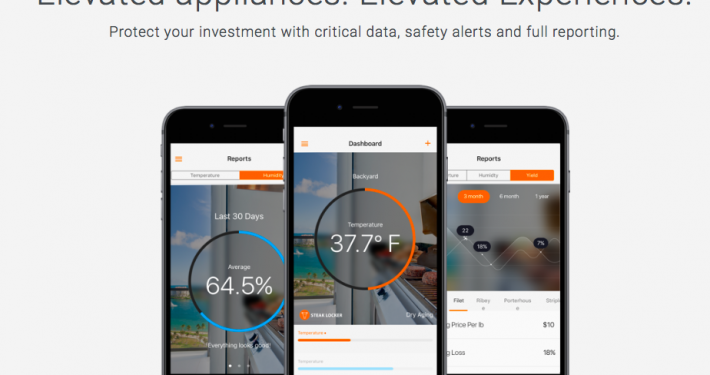 Elevated appliances. Elevated Experiences.
Protect your investment with critical data, safety alerts and full reporting.
Reports
Temperature
Humidity
Last 30 Days
Average
64.5%
Everything looks good!
Dashboard
+
Backyard
Temperature
37.7° F
STEAK LOCKER
Dry Aging
Temperature
Temperature
Reports
ture
Humidity
Yield
3 month
6 month
1 year
22
18%
7%
Filet
Ribey
Porterhous
Striploi
g Price Per lb
$10
g Loss
18%